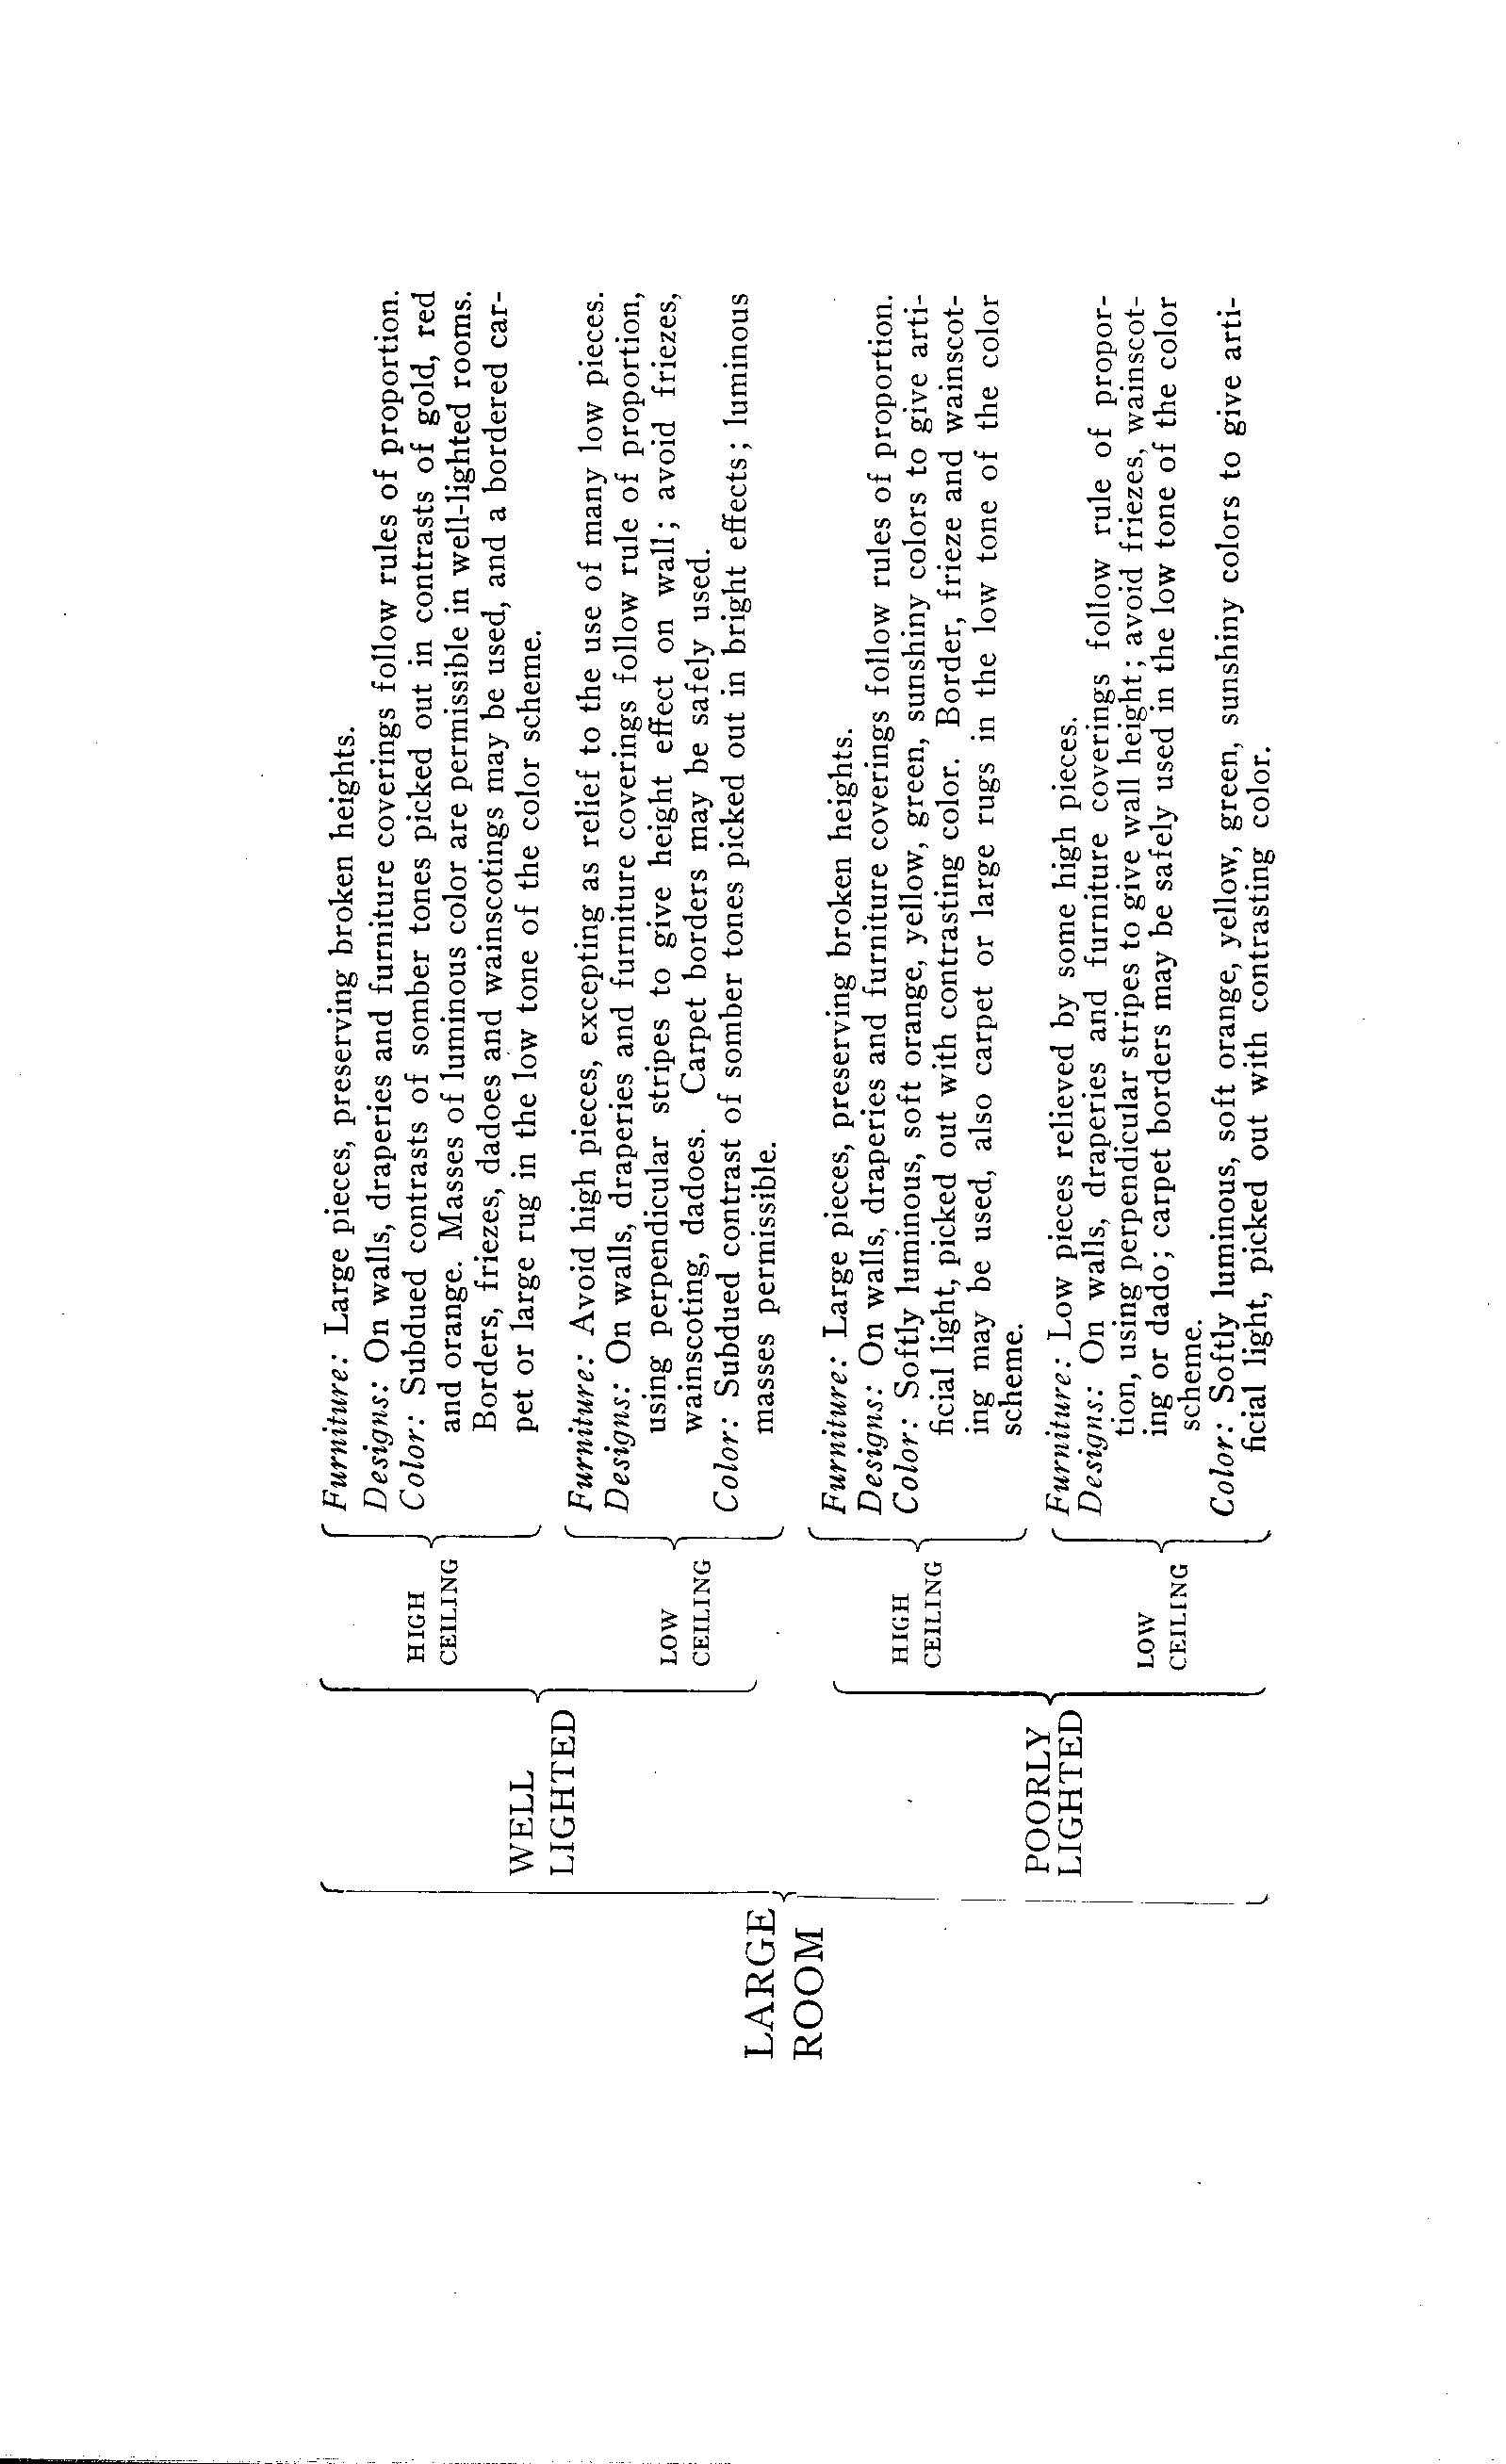 LARGE
ROOM
WELL
LIGHTED
HIGH
CEILING
Furniture: Large pieces, preserving broken heights.
Designs: On walls, draperies and furniture coverings follow rules of proportion.
Color: Subdued contrasts of somber tones picked out in contrasts of gold, red
and orange. Masses of luminous color are permissible in well-lighted rooms.
Borders, friezes, dadoes and wainscotings may be used, and a bordered car-
pet or large rug in the low tone of the color scheme.
LOW
CEILING
Furniture: Avoid high pieces, excepting as relief to the use of many low pieces.
Designs: On walls, draperies and furniture coverings follow rule of proportion,
using perpendicular stripes to give height effect on wall; avoid friezes,
wainscoting, dadoes. Carpet borders may be safely used.
Color: Subdued contrast of somber tones picked out in bright effects; luminous
masses permissible.
POORLY
LIGHTED
HIGH
CEILING
Furniture: Large pieces, preserving broken heights.
Designs: On walls, draperies and furniture coverings follow rules of proportion.
Color: Softly luminous, soft orange, yellow, green, sunshiny colors to give arti-
ficial light, picked out with contrasting color. Border, frieze and wainscot-
ing may be used, also carpet or large rugs in the low tone of the color
scheme.
LOW
CEILING
Furniture: Low pieces relieved by some high pieces.
Designs: On walls, draperies and furniture coverings follow rule of propor-
tion, using perpendicular stripes to give wall height; avoid friezes, wainscot-
ing or dado; carpet borders may be safely used in the low tone of the color
scheme.
Color: Softly luminous, soft orange, yellow, green, sunshiny colors to give arti-
ficial light, picked out with contrasting color.